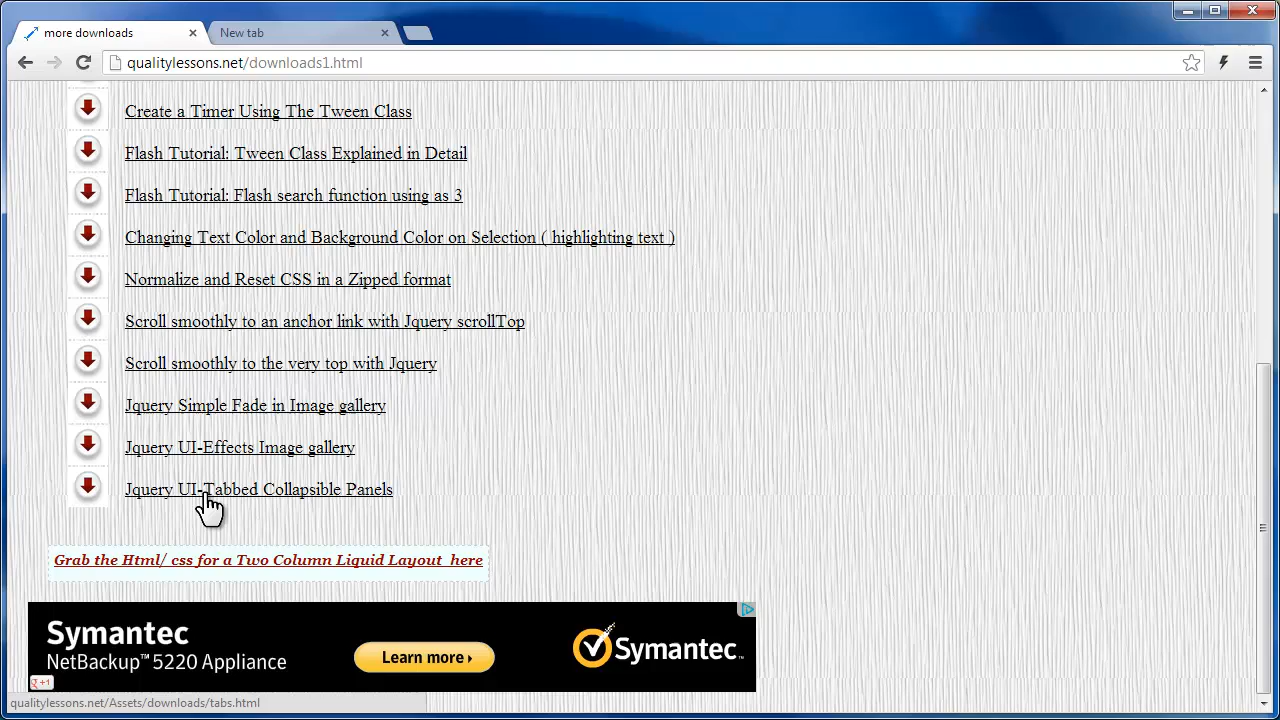 more downloads
New tab
qualitylessons.net/downloads1.html
Create a Timer Using The Tween Class
Flash Tutorial: Tween Class Explained in Detail
Flash Tutorial: Flash search function using as 3
Changing Text Color and Background Color on Selection ( highlighting text )
Normalize and Reset CSS in a Zipped format
Scroll smoothly to an anchor link with Jquery scrollTop
Scroll smoothly to the very top with Jquery
Jquery Simple Fade in Image gallery
Jquery UI-Effects Image gallery
Jquery UI-Tabbed Collapsible Panels
Grab the Html/ css for a Two Column Liquid Layout  here
Symantec
NetBackup™ 5220 Appliance
Learn more ›
Symantec.
+1
qualitylessons.net/Assets/downloads/tabs.html